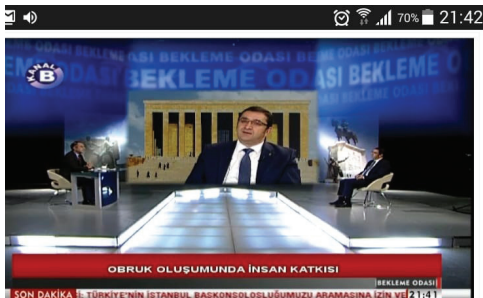 70% 21:42
BEKLEME ODASI
BEKLEME ODASI BEKLEME O
KANAL B
OBRUK OLUŞUMUNDA İNSAN KATKISI
BEKLEME ODASI
SON DAKİKA TÜRKİYE'NİN İSTANBUL BAŞKONSOLOSLUĞUMUZU ARAMASINA İZİN VE 21:41